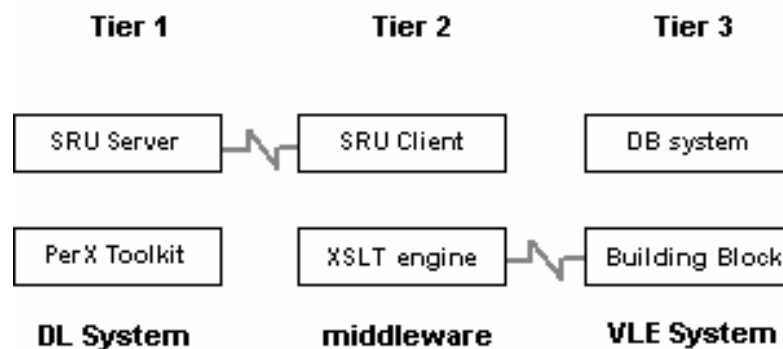 Tier 1 Tier 2 Tier 3
SRU Server SRU Client DB system
PerX Toolkit XSLT engine Building Block
DL System middleware VLE System